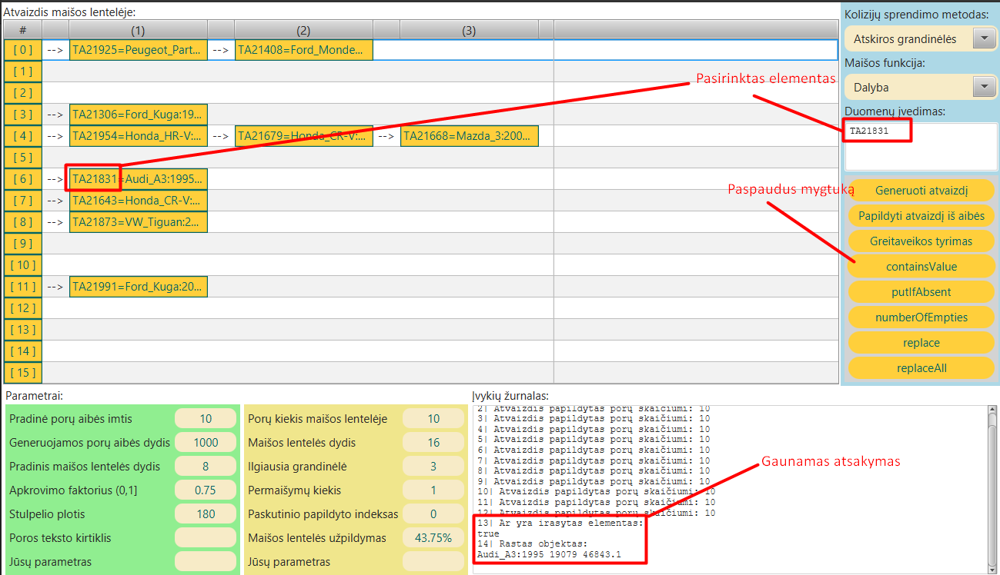 Atvaizdis maišos lentelėje:
# (1) (2) (3)
[ 0 ] --> TA21925=Peugeot_Part... --> TA21408=Ford_Monde...
[ 1 ]
[ 2 ]
[ 3 ] --> TA21306=Ford_Kuga:19...
[ 4 ] --> TA21954=Honda_HR-V:... --> TA21679=Honda_CR-V:... --> TA21668=Mazda_3:200...
[ 5 ]
[ 6 ] --> TA21831=Audi_A3:1995...
[ 7 ] --> TA21643=Honda_CR-V:...
[ 8 ] --> TA21873=VW_Tiguan:2...
[ 9 ]
[ 10 ]
[ 11 ] --> TA21991=Ford_Kuga:20...
[ 12 ]
[ 13 ]
[ 14 ]
[ 15 ]
Pasirinktas elementas
Paspaudus mygtuką
Kolizijų sprendimo metodas:
Atskiros grandinėlės
Maišos funkcija:
Dalyba
Duomenų įvedimas:
TA21831
Generuoti atvaizdį
Papildyti atvaizdį iš aibės
Greitaveikos tyrimas
containsValue
putIfAbsent
numberOfEmpties
replace
replaceAll
Parametrai:
Pradinė porų aibės imtis 10
Generuojamos porų aibės dydis 1000
Pradinis maišos lentelės dydis 8
Apkrovimo faktorius (0,1] 0.75
Stulpelio plotis 180
Poros teksto kirtiklis
Jūsų parametras
Porų kiekis maišos lentelėje 10
Maišos lentelės dydis 16
Ilgiausia grandinėlė 3
Permaišymų kiekis 1
Paskutinio papildyto indeksas 0
Maišos lentelės užpildymas 43.75%
Jūsų parametras
Įvykių žurnalas:
2| Atvaizdis papildytas porų skaičiumi: 10
3| Atvaizdis papildytas porų skaičiumi: 10
4| Atvaizdis papildytas porų skaičiumi: 10
5| Atvaizdis papildytas porų skaičiumi: 10
6| Atvaizdis papildytas porų skaičiumi: 10
7| Atvaizdis papildytas porų skaičiumi: 10
8| Atvaizdis papildytas porų skaičiumi: 10
9| Atvaizdis papildytas porų skaičiumi: 10
10| Atvaizdis papildytas porų skaičiumi: 10
11| Atvaizdis papildytas porų skaičiumi: 10
12| Atvaizdis papildytas porų skaičiumi: 10
13| Ar yra irasytas elementas:
true
14| Rastas objektas:
Audi_A3:1995 19079 46843.1
Gaunamas atsakymas